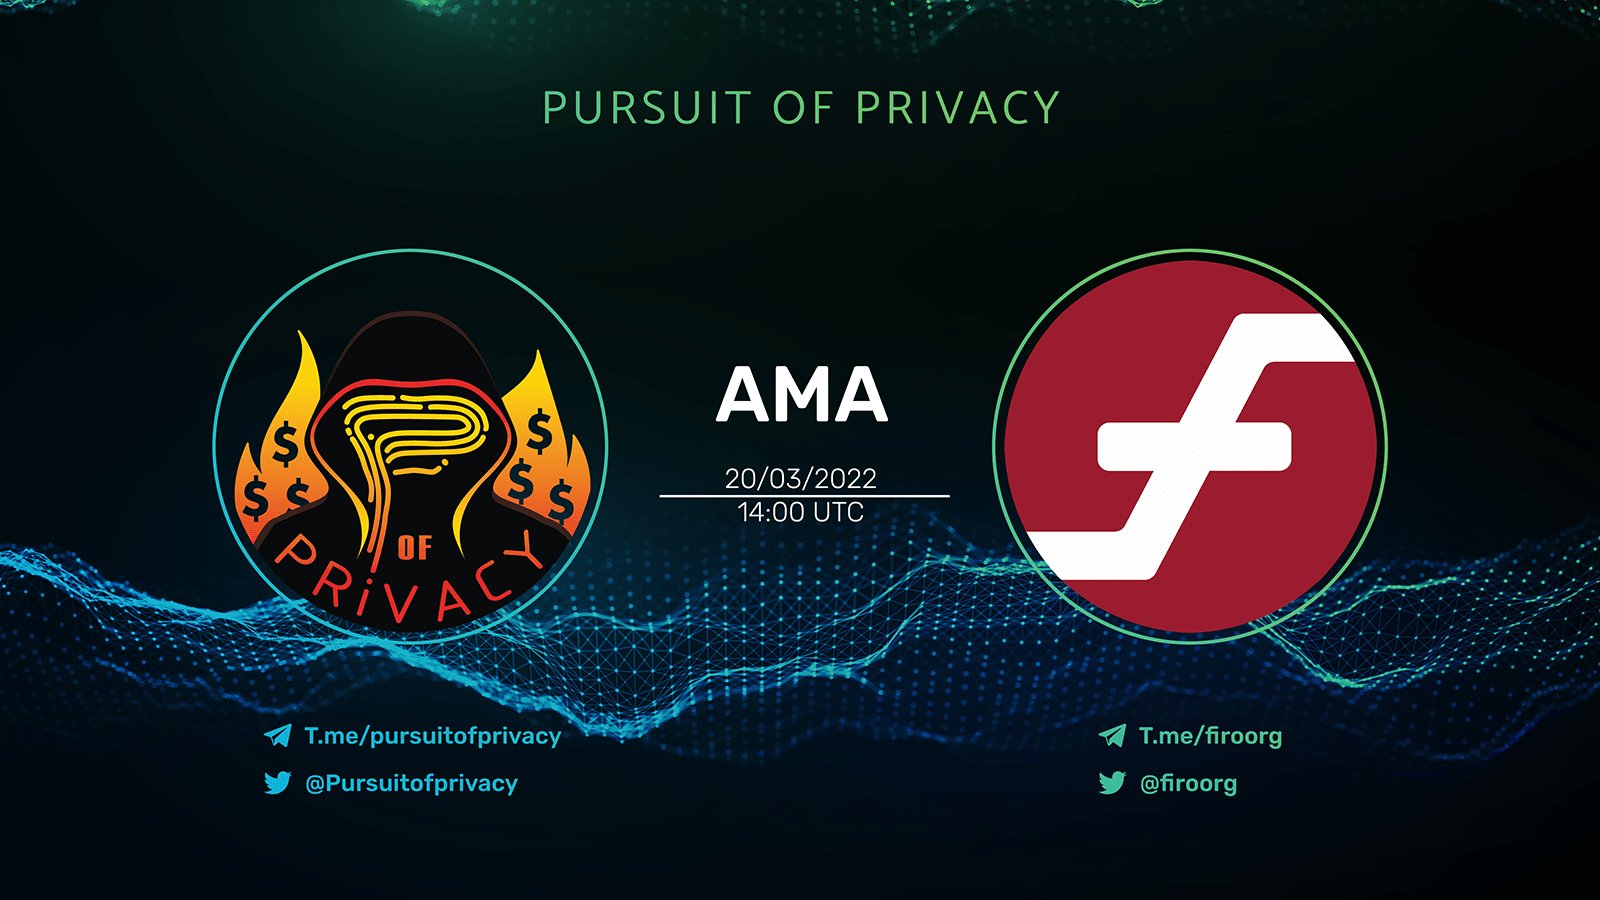 PURSUIT OF PRIVACY
$ $ $ $ $ $
OF
PRiVACY
AMA
20/03/2022
14:00 UTC
T.me/pursuitofprivacy
@Pursuitofprivacy
T.me/firoorg
@firoorg